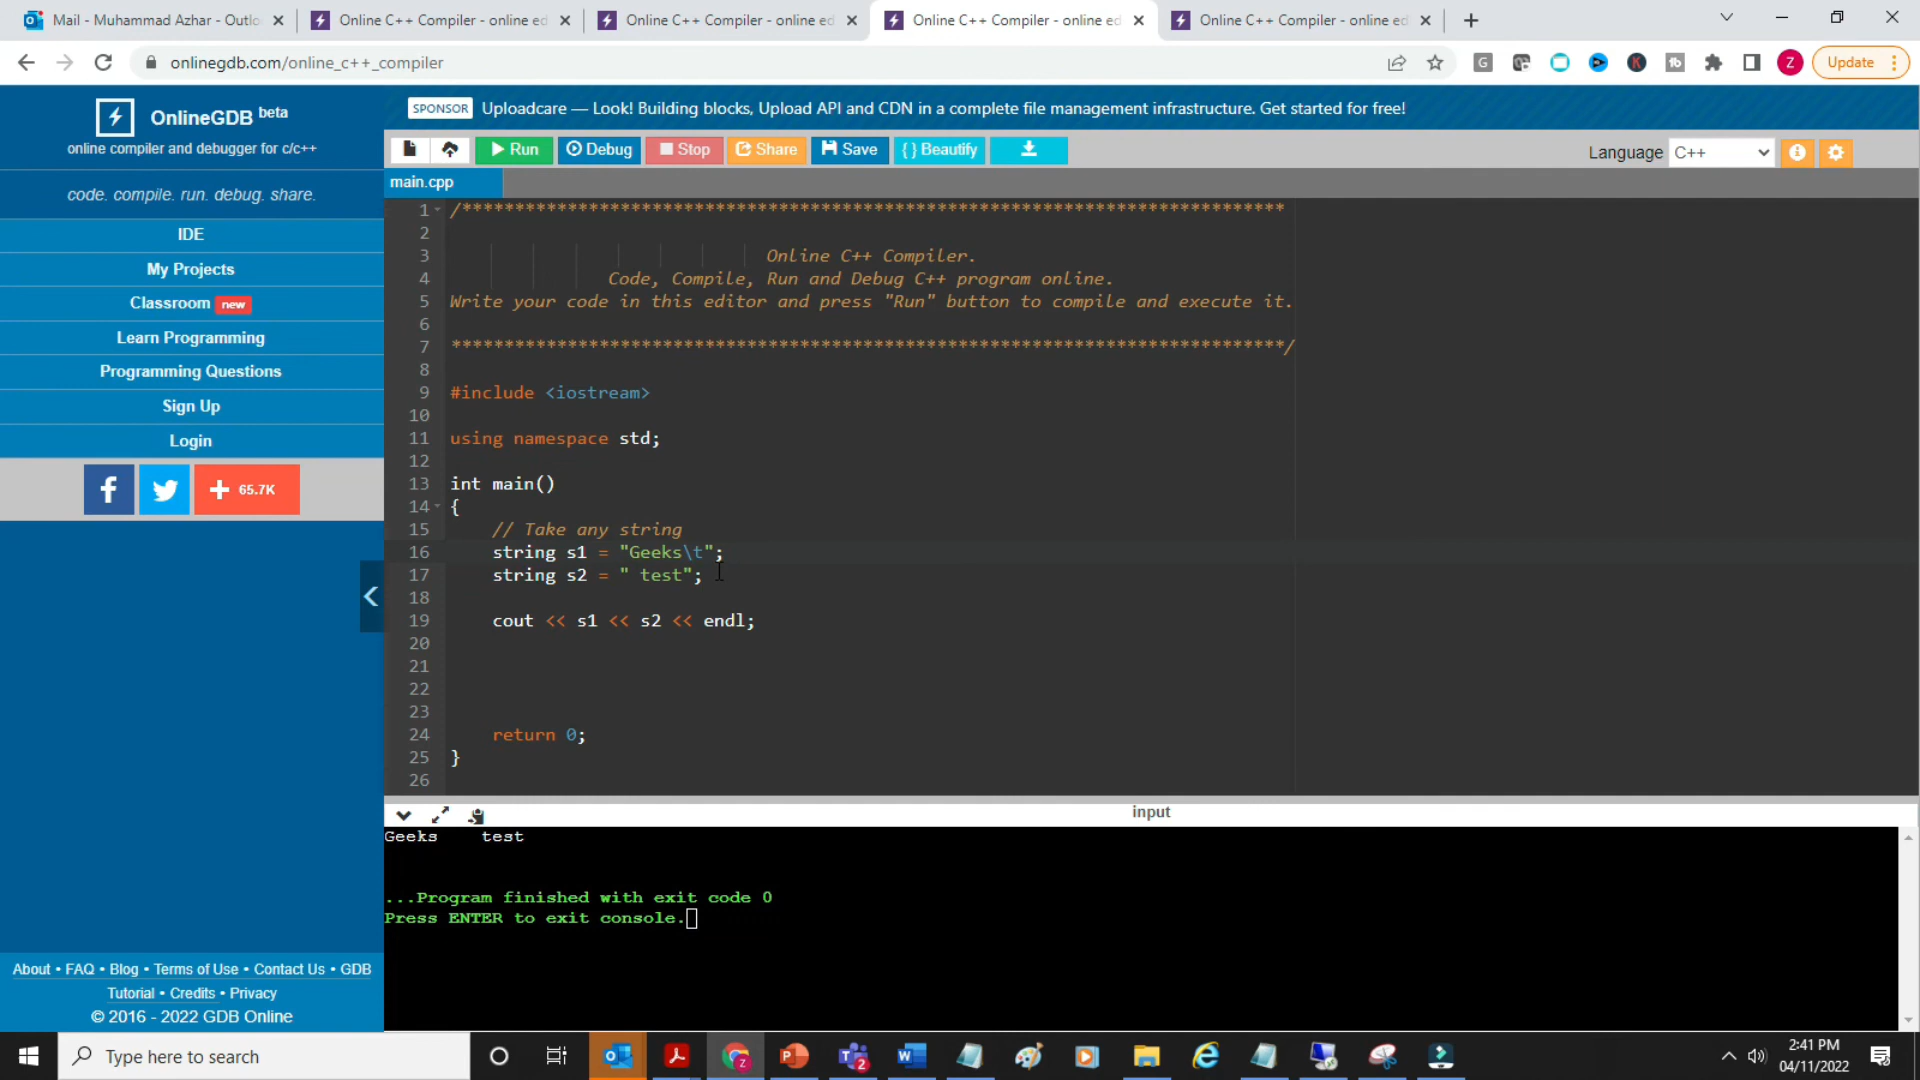 Mail - Muhammad Azhar - Outlo
Online C++ Compiler - online ed
Online C++ Compiler - online ed
Online C++ Compiler - online ed
Online C++ Compiler - online ed
onlinegdb.com/online_c++_compiler
Update
OnlineGDB beta
online compiler and debugger for c/c++
code. compile. run. debug. share.
IDE
My Projects
Classroom new
Learn Programming
Programming Questions
Sign Up
Login
65.7K
About • FAQ • Blog • Terms of Use • Contact Us • GDB
Tutorial • Credits • Privacy
© 2016 - 2022 GDB Online
SPONSOR Uploadcare — Look! Building blocks, Upload API and CDN in a complete file management infrastructure. Get started for free!
Run Debug Stop Share Save { } Beautify
Language C++
main.cpp
1 /******************************************************************************
2
3 Online C++ Compiler.
4 Code, Compile, Run and Debug C++ program online.
5 Write your code in this editor and press "Run" button to compile and execute it.
6
7 *******************************************************************************/
8
9 #include <iostream>
10
11 using namespace std;
12
13 int main()
14 {
15 // Take any string
16 string s1 = "Geeks\t";
17 string s2 = " test";
18
19 cout << s1 << s2 << endl;
20
21
22
23
24 return 0;
25 }
26
input
Geeks test
...Program finished with exit code 0
Press ENTER to exit console.
Type here to search
2:41 PM
04/11/2022